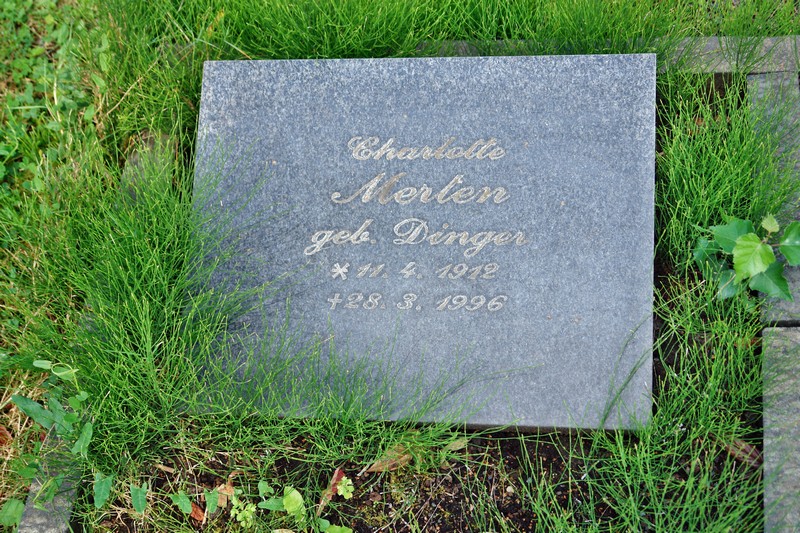 Charlotte
Merten
geb. Dinger
* 11. 4. 1912
+ 28. 3. 1996